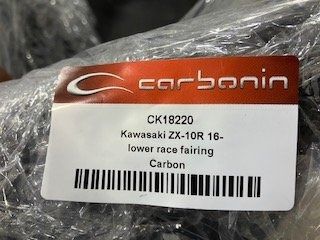 carbonin
CK18220
Kawasaki ZX-10R 16-
lower race fairing
Carbon